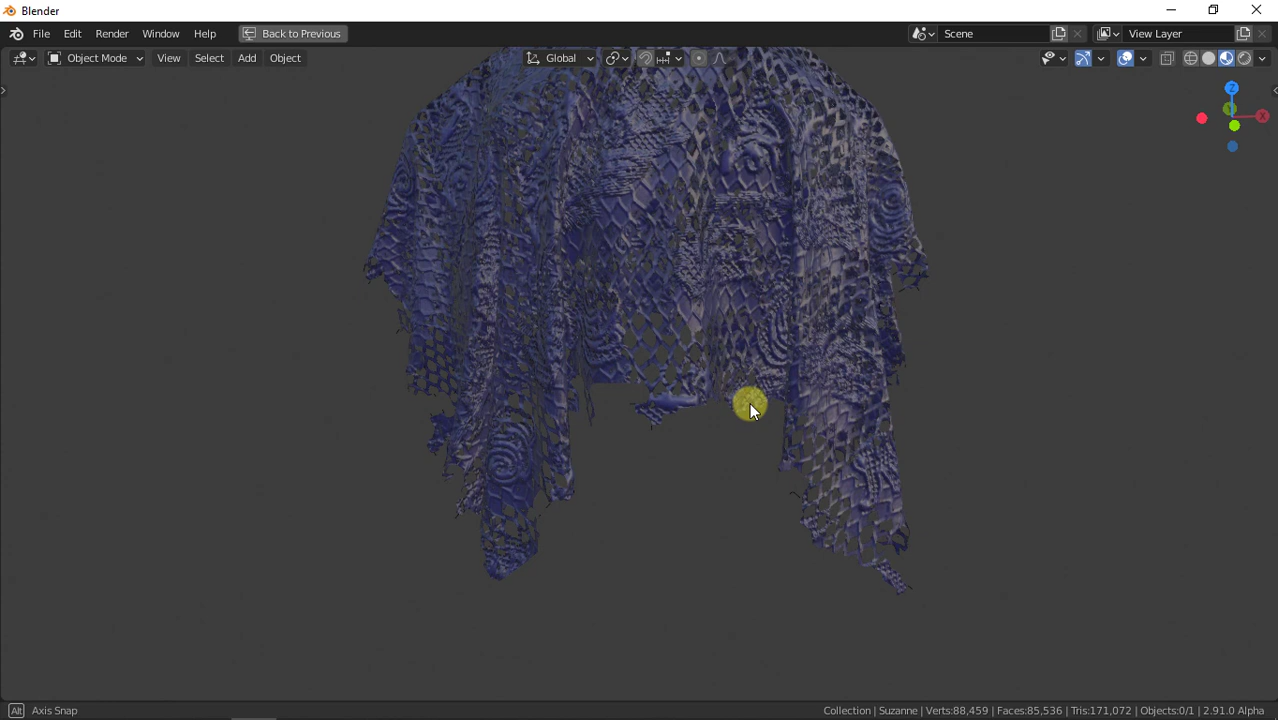 Blender
File Edit Render Window Help Back to Previous Scene View Layer
Object Mode View Select Add Object Global
Z
Y
X
Alt Axis Snap Collection | Suzanne | Verts:88,459 | Faces:85,536 | Tris:171,072 | Objects:0/1 | 2.91.0 Alpha